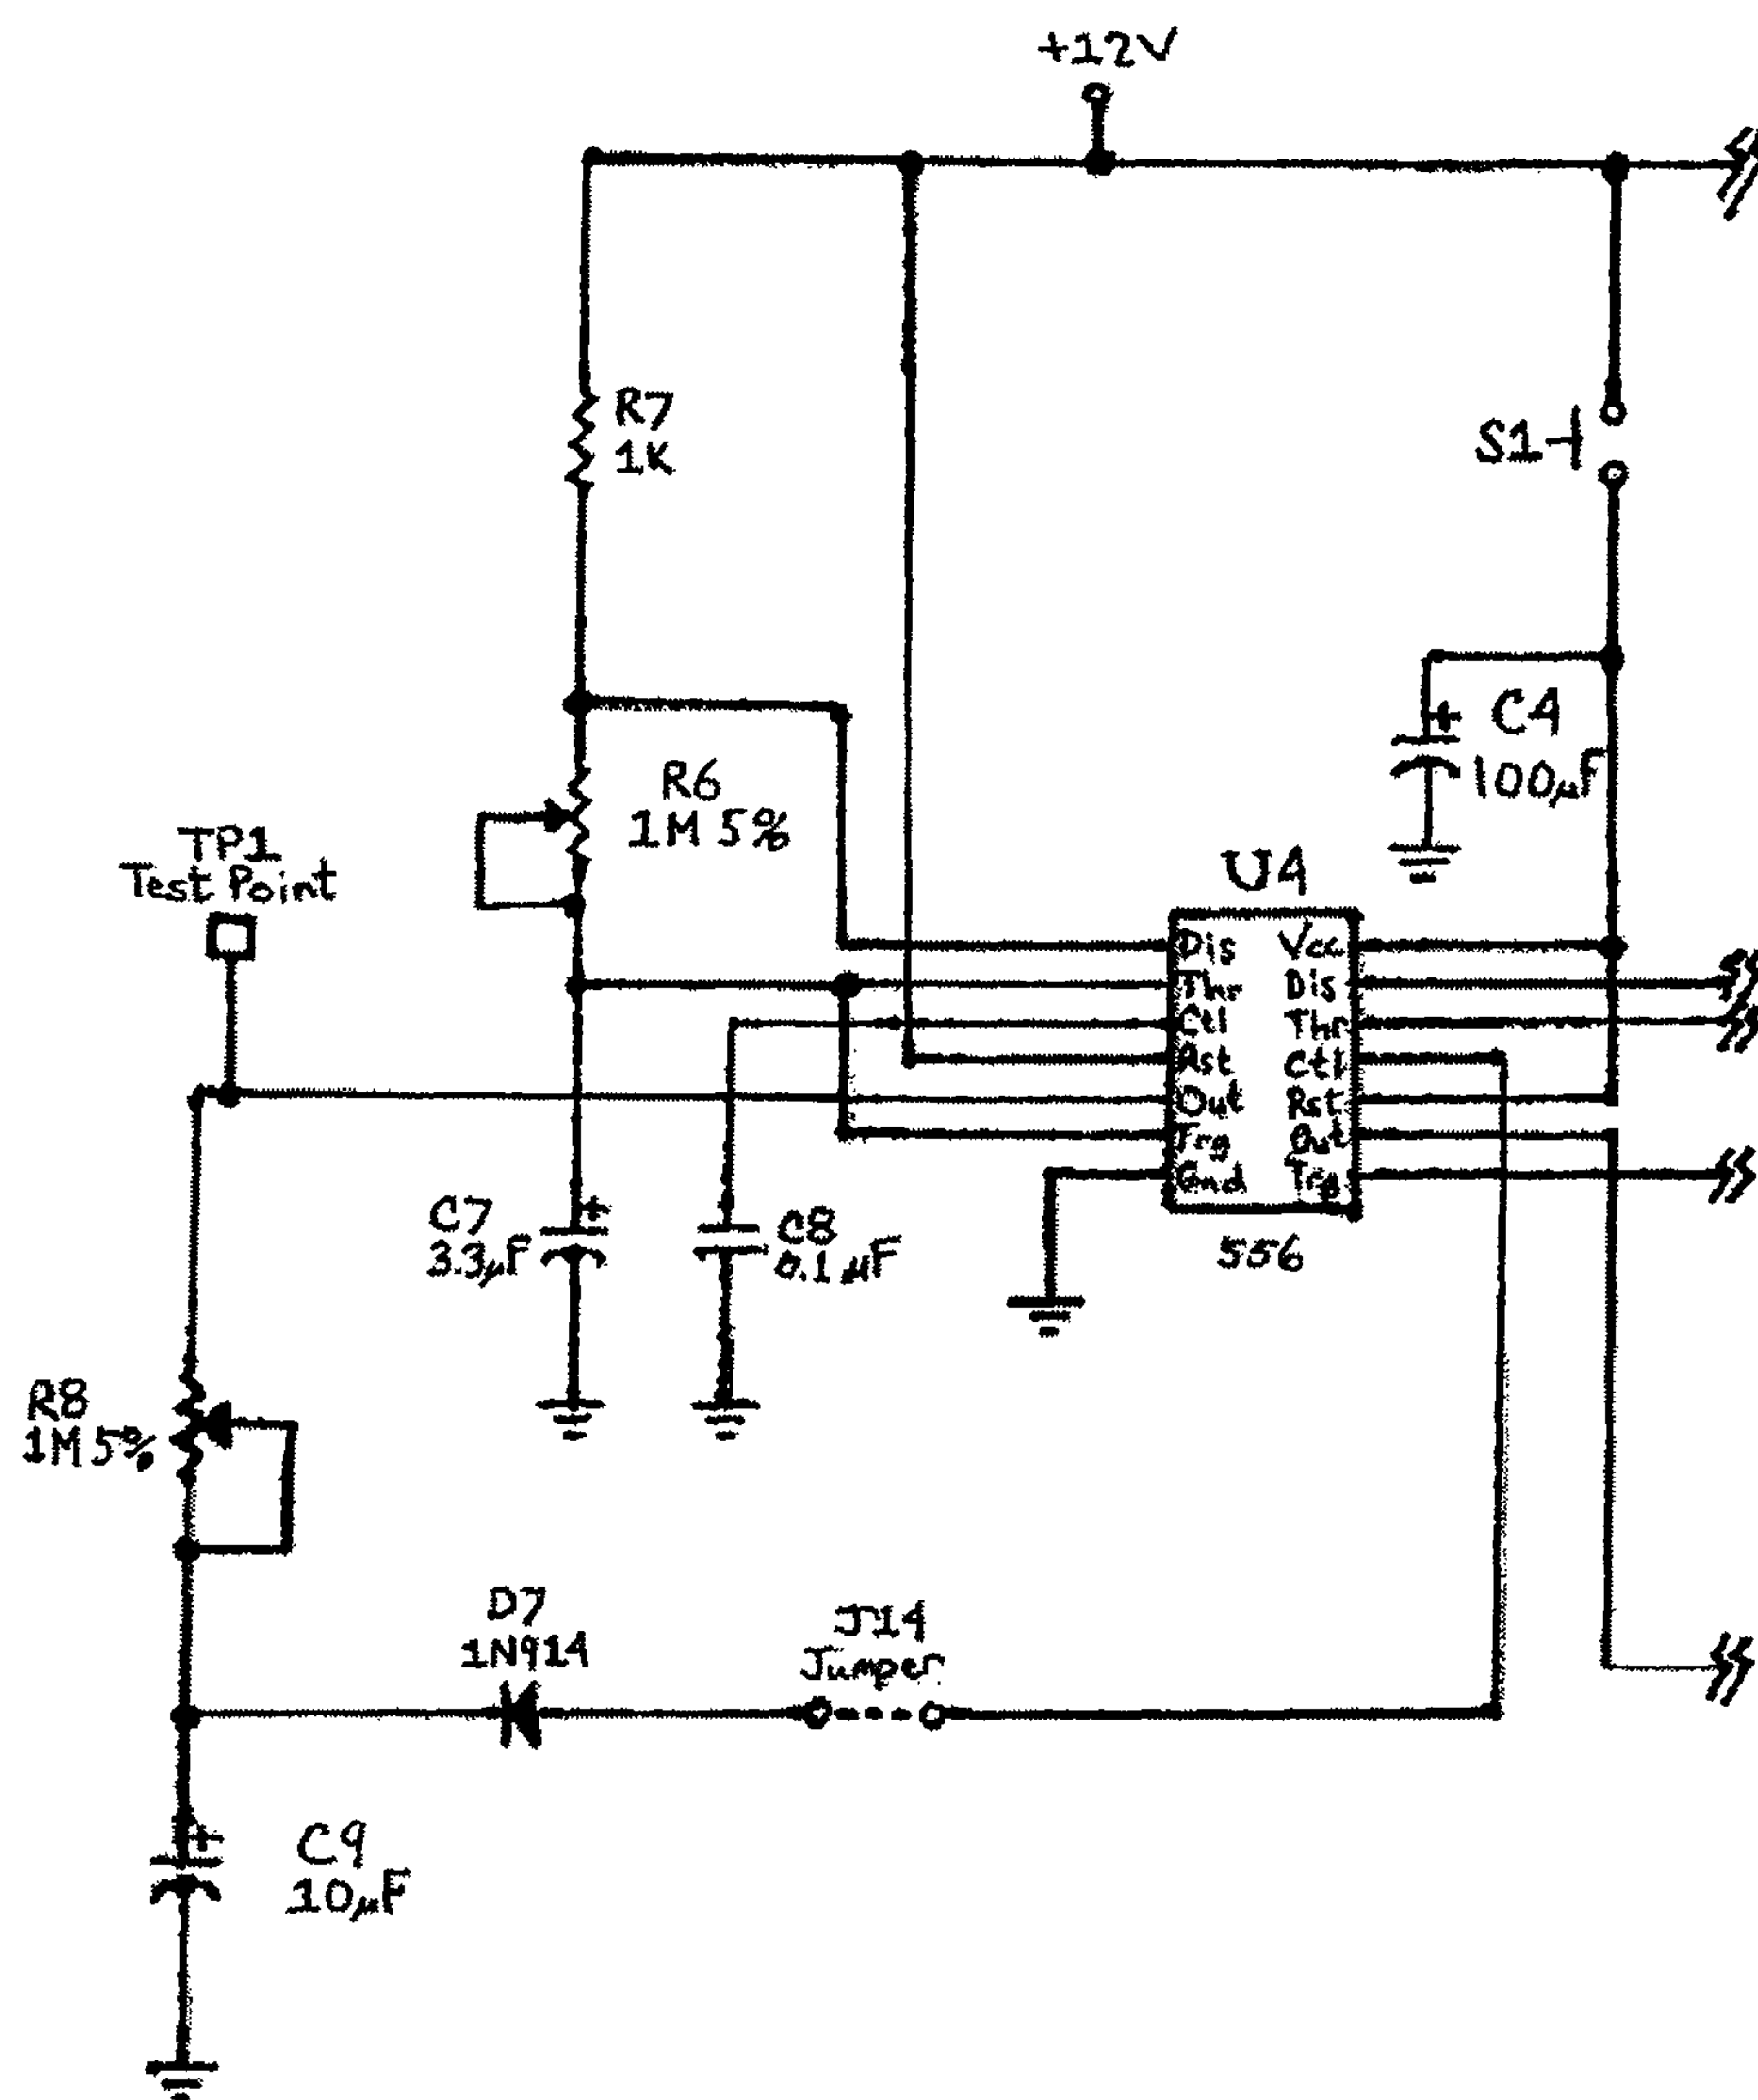 +12V
R7
1K
S1
C4
100µF
R6
1M 5%
TP1
Test Point
U4
Dis Vcc
Thr Dis
Ctl Thr
Rst Ctl
Out Rst
Trg Out
Gnd Trg
556
C7
3.3µF
C8
0.1µF
R8
1M 5%
D7
1N914
J14
Jumper
C9
10µF